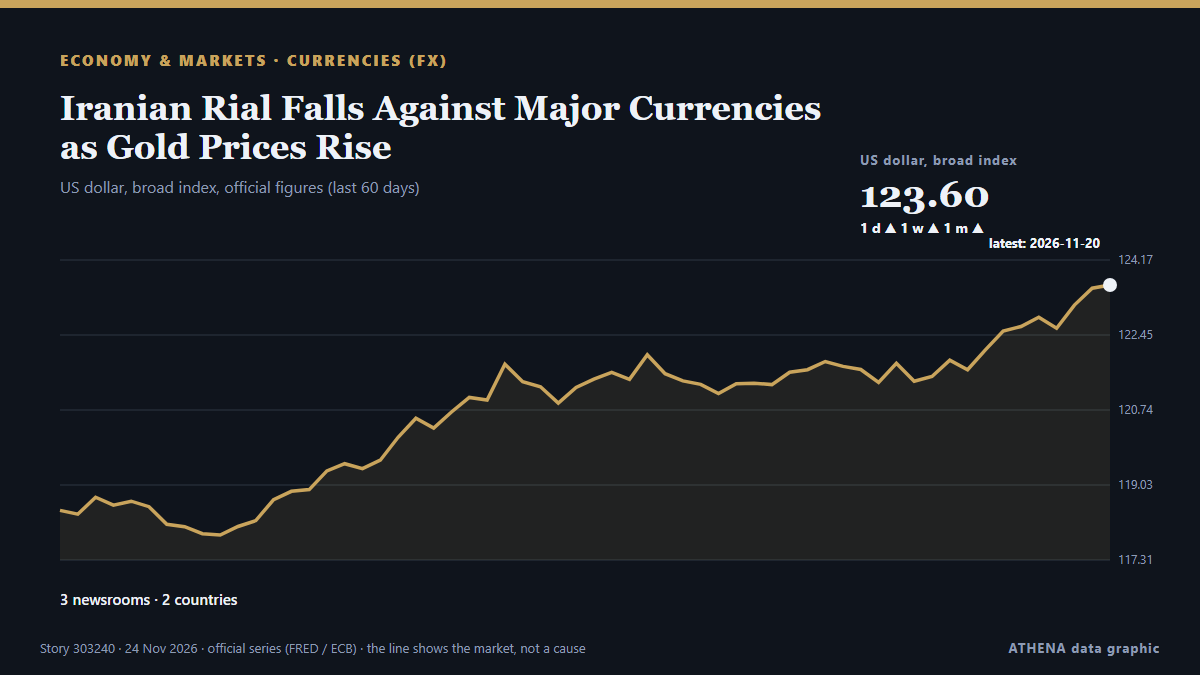 ECONOMY & MARKETS · CURRENCIES (FX)
Iranian Rial Falls Against Major Currencies
as Gold Prices Rise
US dollar, broad index, official figures (last 60 days)
US dollar, broad index
123.60
1 d ▲ 1 w ▲ 1 m ▲
latest: 2026-11-20
124.17
122.45
120.74
119.03
117.31
3 newsrooms · 2 countries
Story 303240 · 24 Nov 2026 · official series (FRED / ECB) · the line shows the market, not a cause
ATHENA data graphic